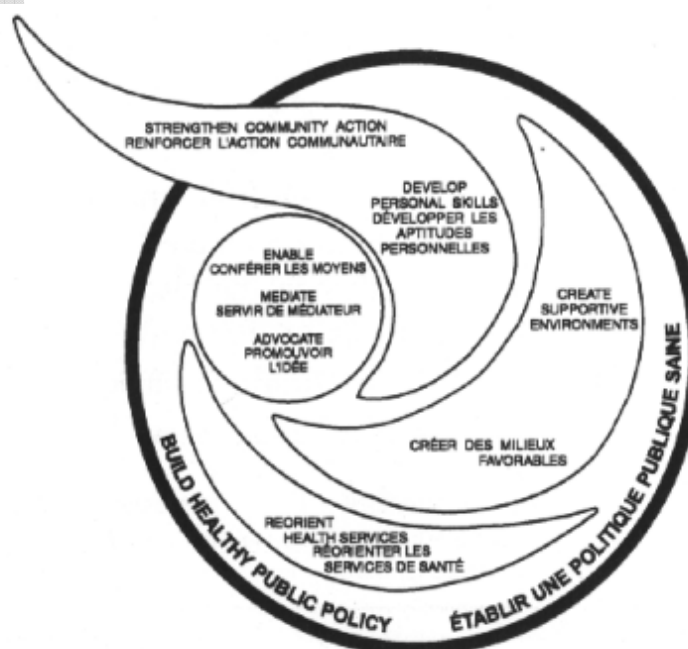 STRENGTHEN COMMUNITY ACTION
RENFORCER L'ACTION COMMUNAUTAIRE
DEVELOP
PERSONAL SKILLS
DÉVELOPPER LES
APTITUDES
PERSONNELLES
ENABLE
CONFÉRER LES MOYENS
MEDIATE
SERVIR DE MÉDIATEUR
ADVOCATE
PROMOUVOIR
L'IDÉE
CREATE
SUPPORTIVE
ENVIRONMENTS
CRÉER DES MILIEUX
FAVORABLES
REORIENT
HEALTH SERVICES
RÉORIENTER LES
SERVICES DE SANTÉ
BUILD HEALTHY PUBLIC POLICY
ÉTABLIR UNE POLITIQUE PUBLIQUE SAINE